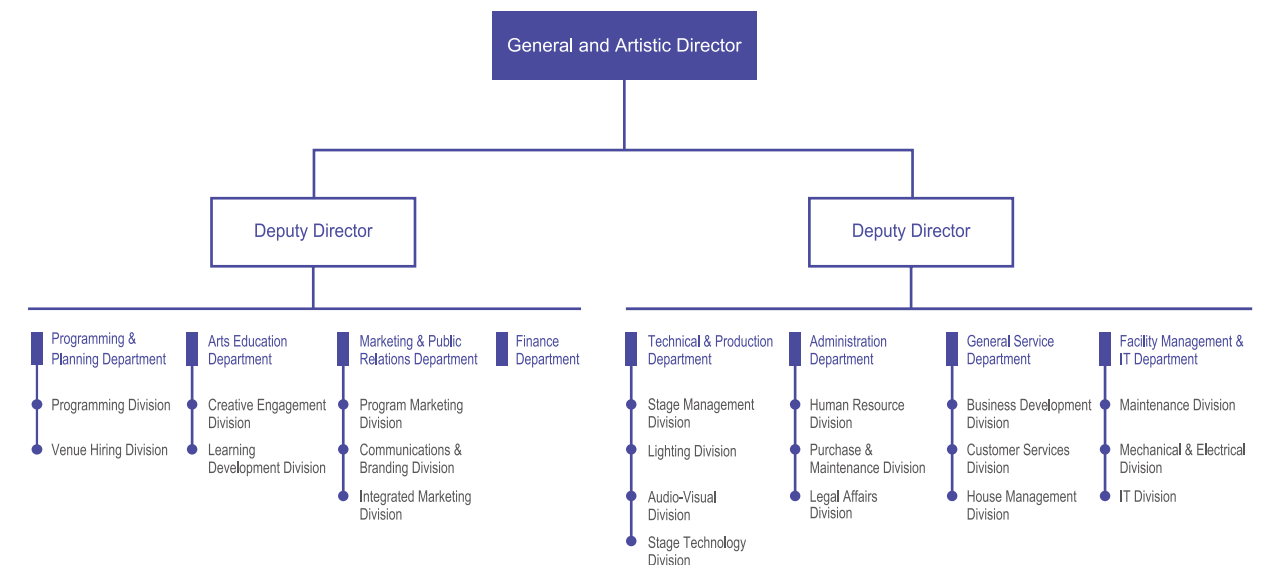 General and Artistic Director
Deputy Director
Deputy Director
Programming &
Planning Department
Programming Division
Venue Hiring Division
Arts Education
Department
Creative Engagement
Division
Learning
Development Division
Marketing & Public
Relations Department
Program Marketing
Division
Communications &
Branding Division
Integrated Marketing
Division
Finance
Department
Technical & Production
Department
Stage Management
Division
Lighting Division
Audio-Visual
Division
Stage Technology
Division
Administration
Department
Human Resource
Division
Purchase &
Maintenance Division
Legal Affairs
Division
General Service
Department
Business Development
Division
Customer Services
Division
House Management
Division
Facility Management &
IT Department
Maintenance Division
Mechanical & Electrical
Division
IT Division